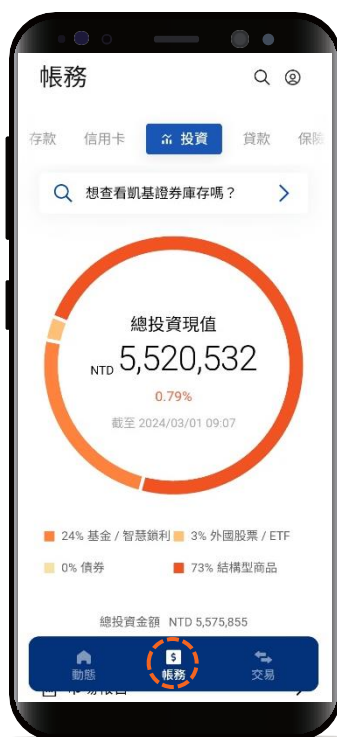 帳務
存款 信用卡 投資 貸款 保險
想查看凱基證券庫存嗎？
總投資現值
NTD 5,520,532
0.79%
截至 2024/03/01 09:07
24% 基金 / 智慧鎖利 3% 外國股票 / ETF
0% 債券 73% 結構型商品
總投資金額 NTD 5,575,855
動態 帳務 交易